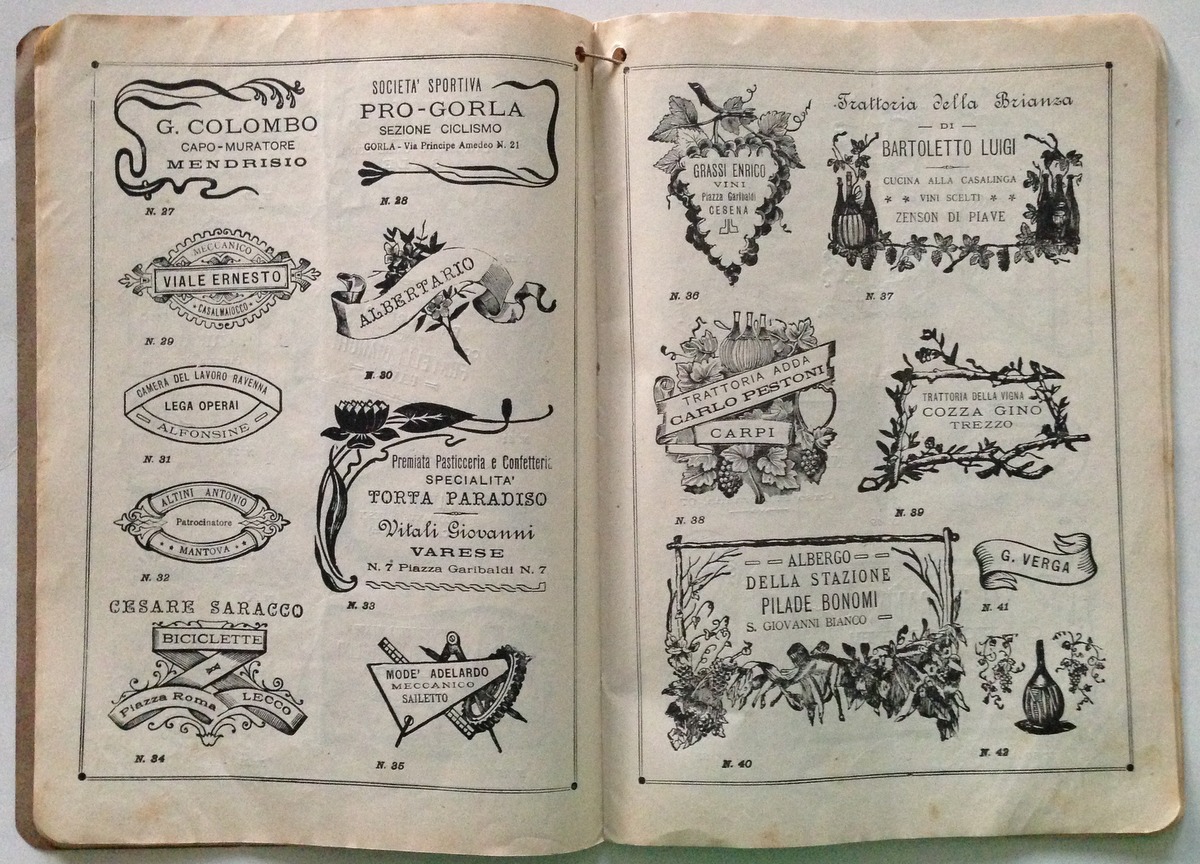 G. COLOMBO
CAPO-MURATORE
MENDRISIO
N. 27
SOCIETA' SPORTIVA
PRO-GORLA
SEZIONE CICLISMO
GORLA - Via Principe Amedeo N. 21
N. 28
MECCANICO
VIALE ERNESTO
CASALMAIOCCO
N. 29
ALBERTARIO
N. 30
CAMERA DEL LAVORO RAVENNA
LEGA OPERAI
ALFONSINE
N. 31
ALTINI ANTONIO
Patrocinatore
MANTOVA
N. 32
Premiata Pasticceria e Confetteria
SPECIALITA'
TORTA PARADISO
Vitali Giovanni
VARESE
N. 7 Piazza Garibaldi N. 7
N. 33
CESARE SARACCO
BICICLETTE
Piazza Roma LECCO
N. 34
MODE' ADELARDO
MECCANICO
SAILETTO
N. 35
GRASSI ENRICO
VINI
Piazza Garibaldi
CESENA
N. 36
Trattoria della Brianza
— DI —
BARTOLETTO LUIGI
CUCINA ALLA CASALINGA
* * VINI SCELTI * *
ZENSON DI PIAVE
N. 37
TRATTORIA ADDA
CARLO PESTONI
CARPI
N. 38
TRATTORIA DELLA VIGNA
COZZA GINO
TREZZO
N. 39
ALBERGO
DELLA STAZIONE
PILADE BONOMI
S. GIOVANNI BIANCO
N. 40
G. VERGA
N. 41
N. 42